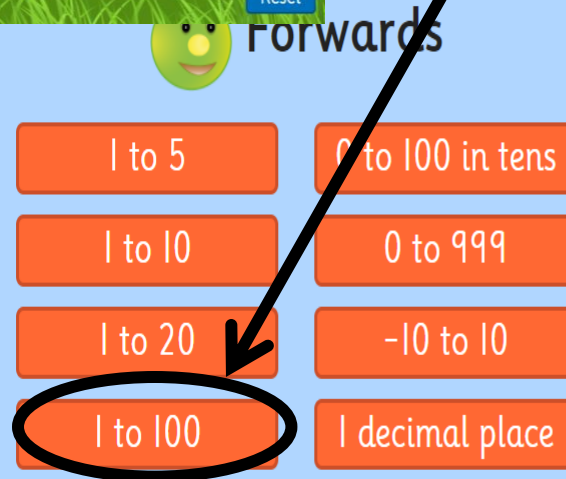 Reset
Forwards
1 to 5
0 to 100 in tens
1 to 10
0 to 999
1 to 20
-10 to 10
1 to 100
1 decimal place